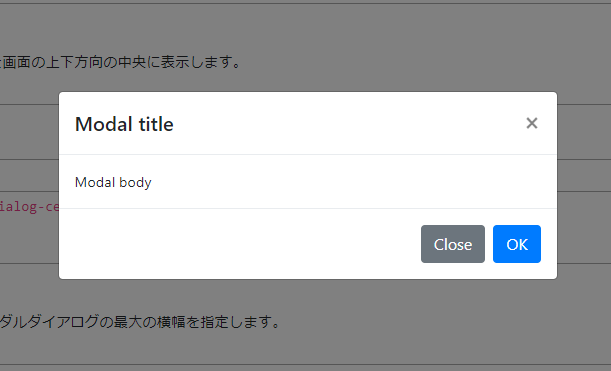 画面の上下方向の中央に表示します。
Modal title
×
Modal body
ialog-ce
Close
OK
ダルダイアログの最大の横幅を指定します。